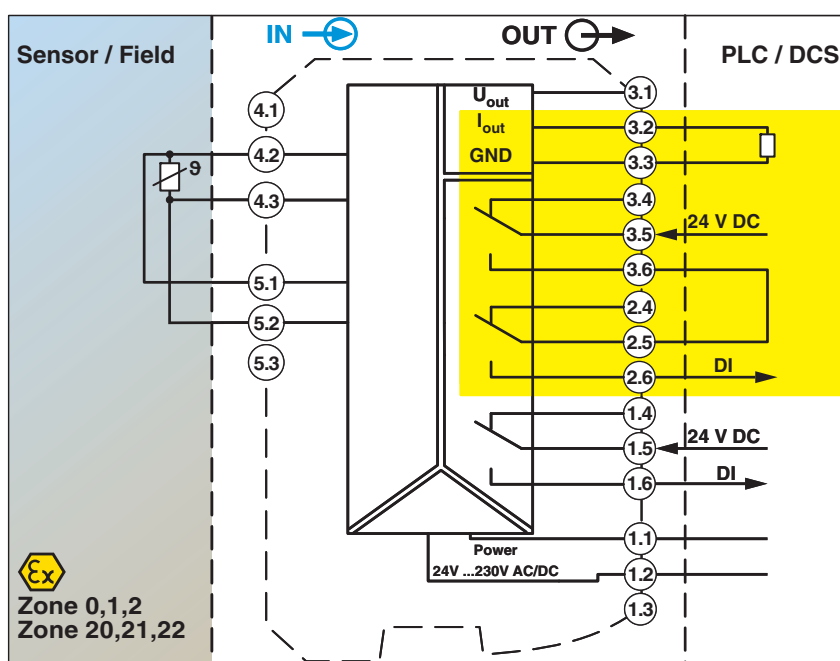 IN
OUT
Sensor / Field
PLC / DCS
4.1
4.2
4.3
5.1
5.2
5.3
ϑ
Uout
Iout
GND
3.1
3.2
3.3
3.4
3.5
24 V DC
3.6
2.4
2.5
2.6
DI
1.4
1.5
24 V DC
1.6
DI
1.1
Power
24V ...230V AC/DC
1.2
1.3
Ex
Zone 0,1,2
Zone 20,21,22